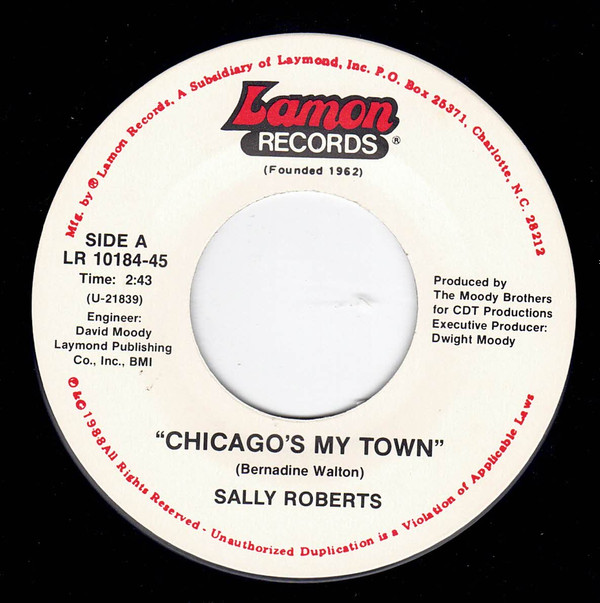 Mfg. by ® Lamon Records, A Subsidiary of Laymond, Inc. P.O. Box 25371, Charlotte, N.C. 28212
Lamon
RECORDS ®
(Founded 1962)
SIDE A
LR 10184-45
Time: 2:43
(U-21839)
Engineer:
David Moody
Laymond Publishing
Co., Inc., BMI
Produced by
The Moody Brothers
for CDT Productions
Executive Producer:
Dwight Moody
"CHICAGO'S MY TOWN"
(Bernadine Walton)
SALLY ROBERTS
℗ & © 1988 All Rights Reserved - Unauthorized Duplication is a Violation of Applicable Laws